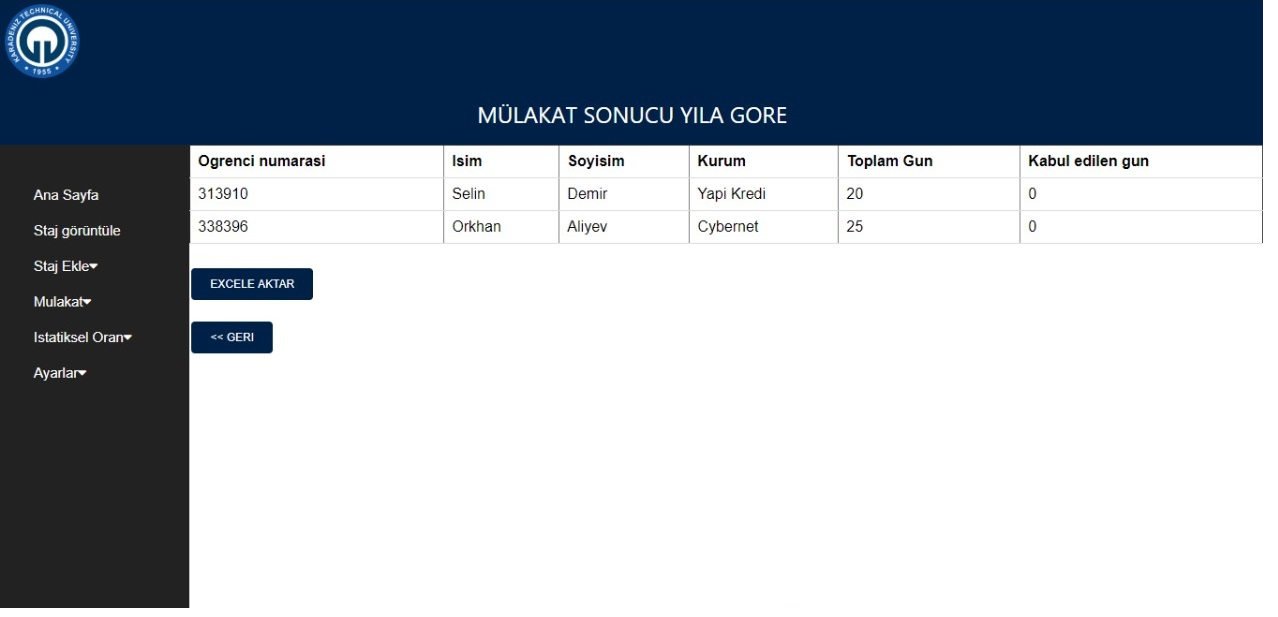 KARADENIZ TECHNICAL UNIVERSITY
• 1955 •
MÜLAKAT SONUCU YILA GORE
Ana Sayfa
Staj görüntüle
Staj Ekle
Mulakat
Istatiksel Oran
Ayarlar
Ogrenci numarasi Isim Soyisim Kurum Toplam Gun Kabul edilen gun
313910 Selin Demir Yapi Kredi 20 0
338396 Orkhan Aliyev Cybernet 25 0
EXCELE AKTAR
<< GERI